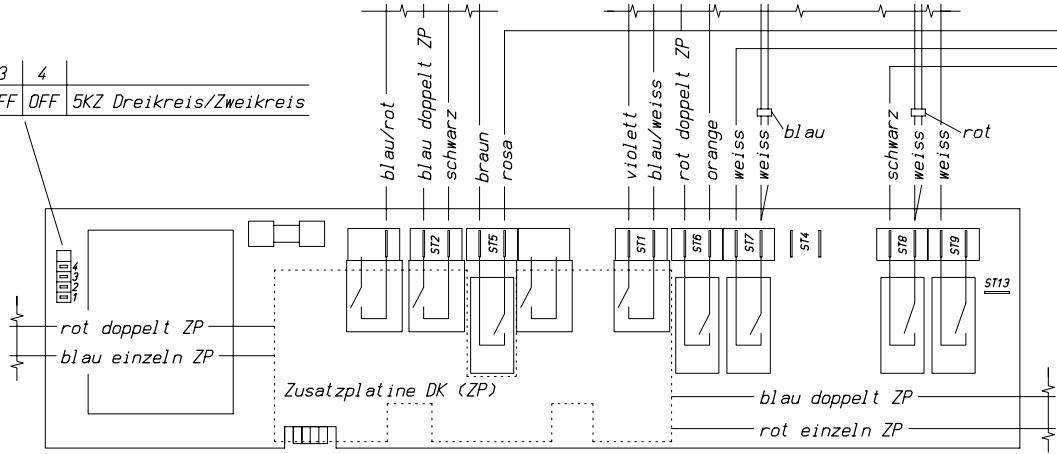 3 4
FF OFF 5KZ Dreikreis/Zweikreis
blau/rot
blau doppelt ZP
schwarz
braun
rosa
violett
blau/weiss
rot doppelt ZP
orange
weiss
weiss
blau
schwarz
weiss
weiss
rot
ST2
ST5
ST1
ST6
ST7
ST4
ST8
ST9
ST13
4
3
2
1
rot doppelt ZP
blau einzeln ZP
Zusatzplatine DK (ZP)
blau doppelt ZP
rot einzeln ZP